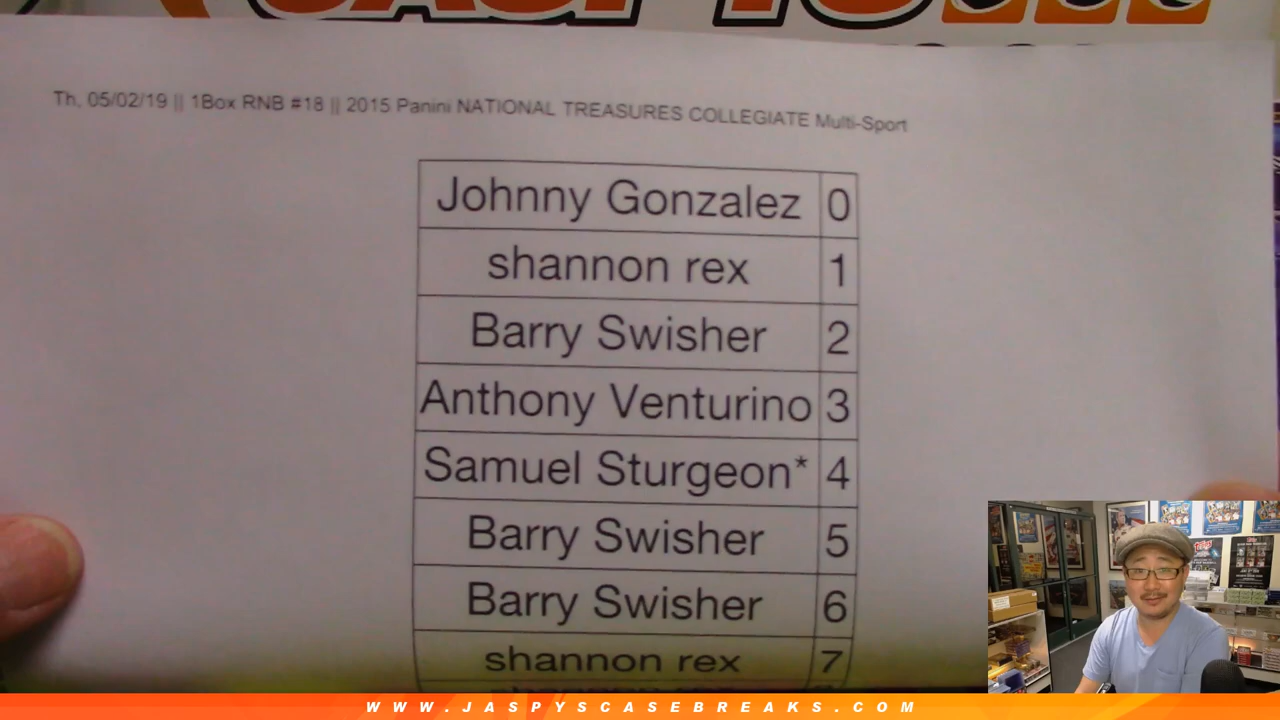 Th, 05/02/19 || 1Box RNB #18 || 2015 Panini NATIONAL TREASURES COLLEGIATE Multi-Sport
Johnny Gonzalez 0
shannon rex 1
Barry Swisher 2
Anthony Venturino 3
Samuel Sturgeon* 4
Barry Swisher 5
Barry Swisher 6
shannon rex 7
WWW.JASPYSCASEBREAKS.COM